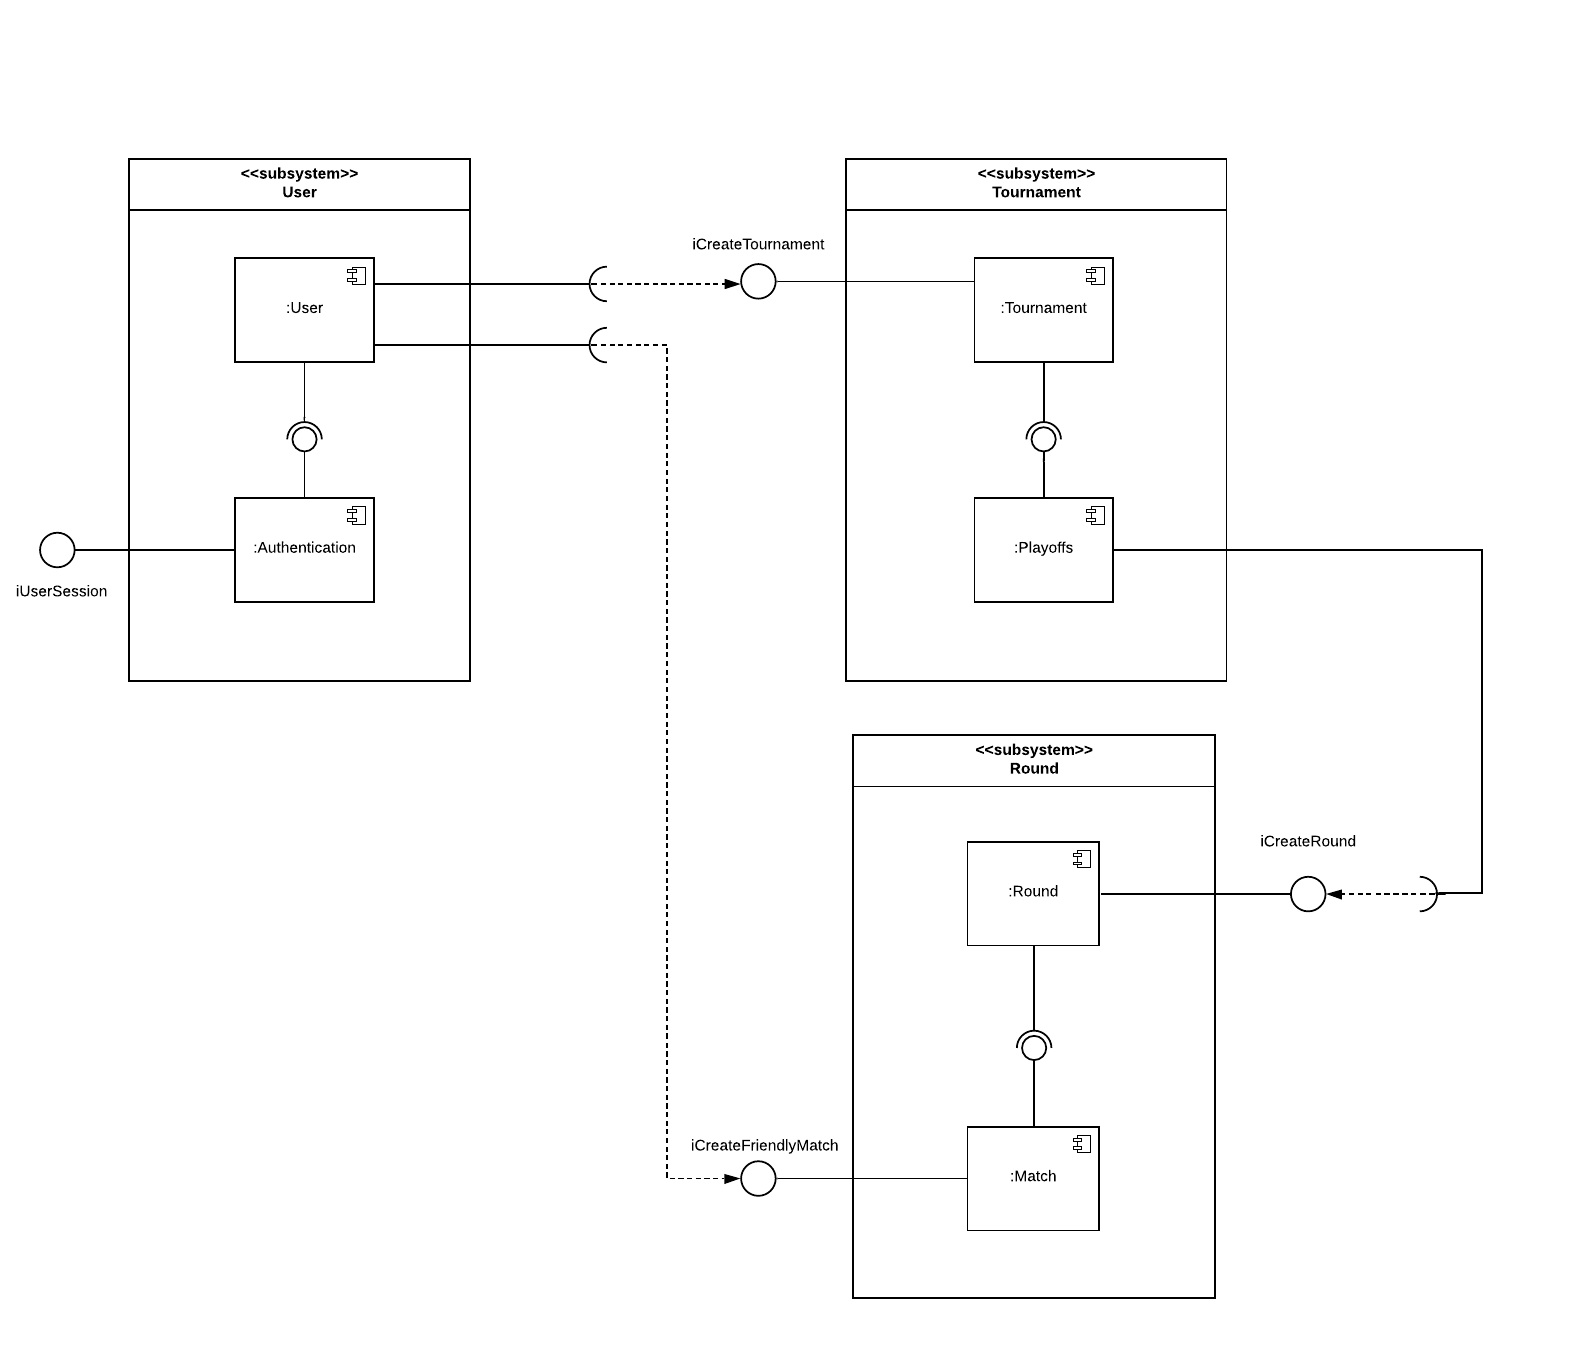 <<subsystem>>
User
<<subsystem>>
Tournament
iCreateTournament
:User
:Tournament
:Authentication
:Playoffs
iUserSession
<<subsystem>>
Round
iCreateRound
:Round
iCreateFriendlyMatch
:Match